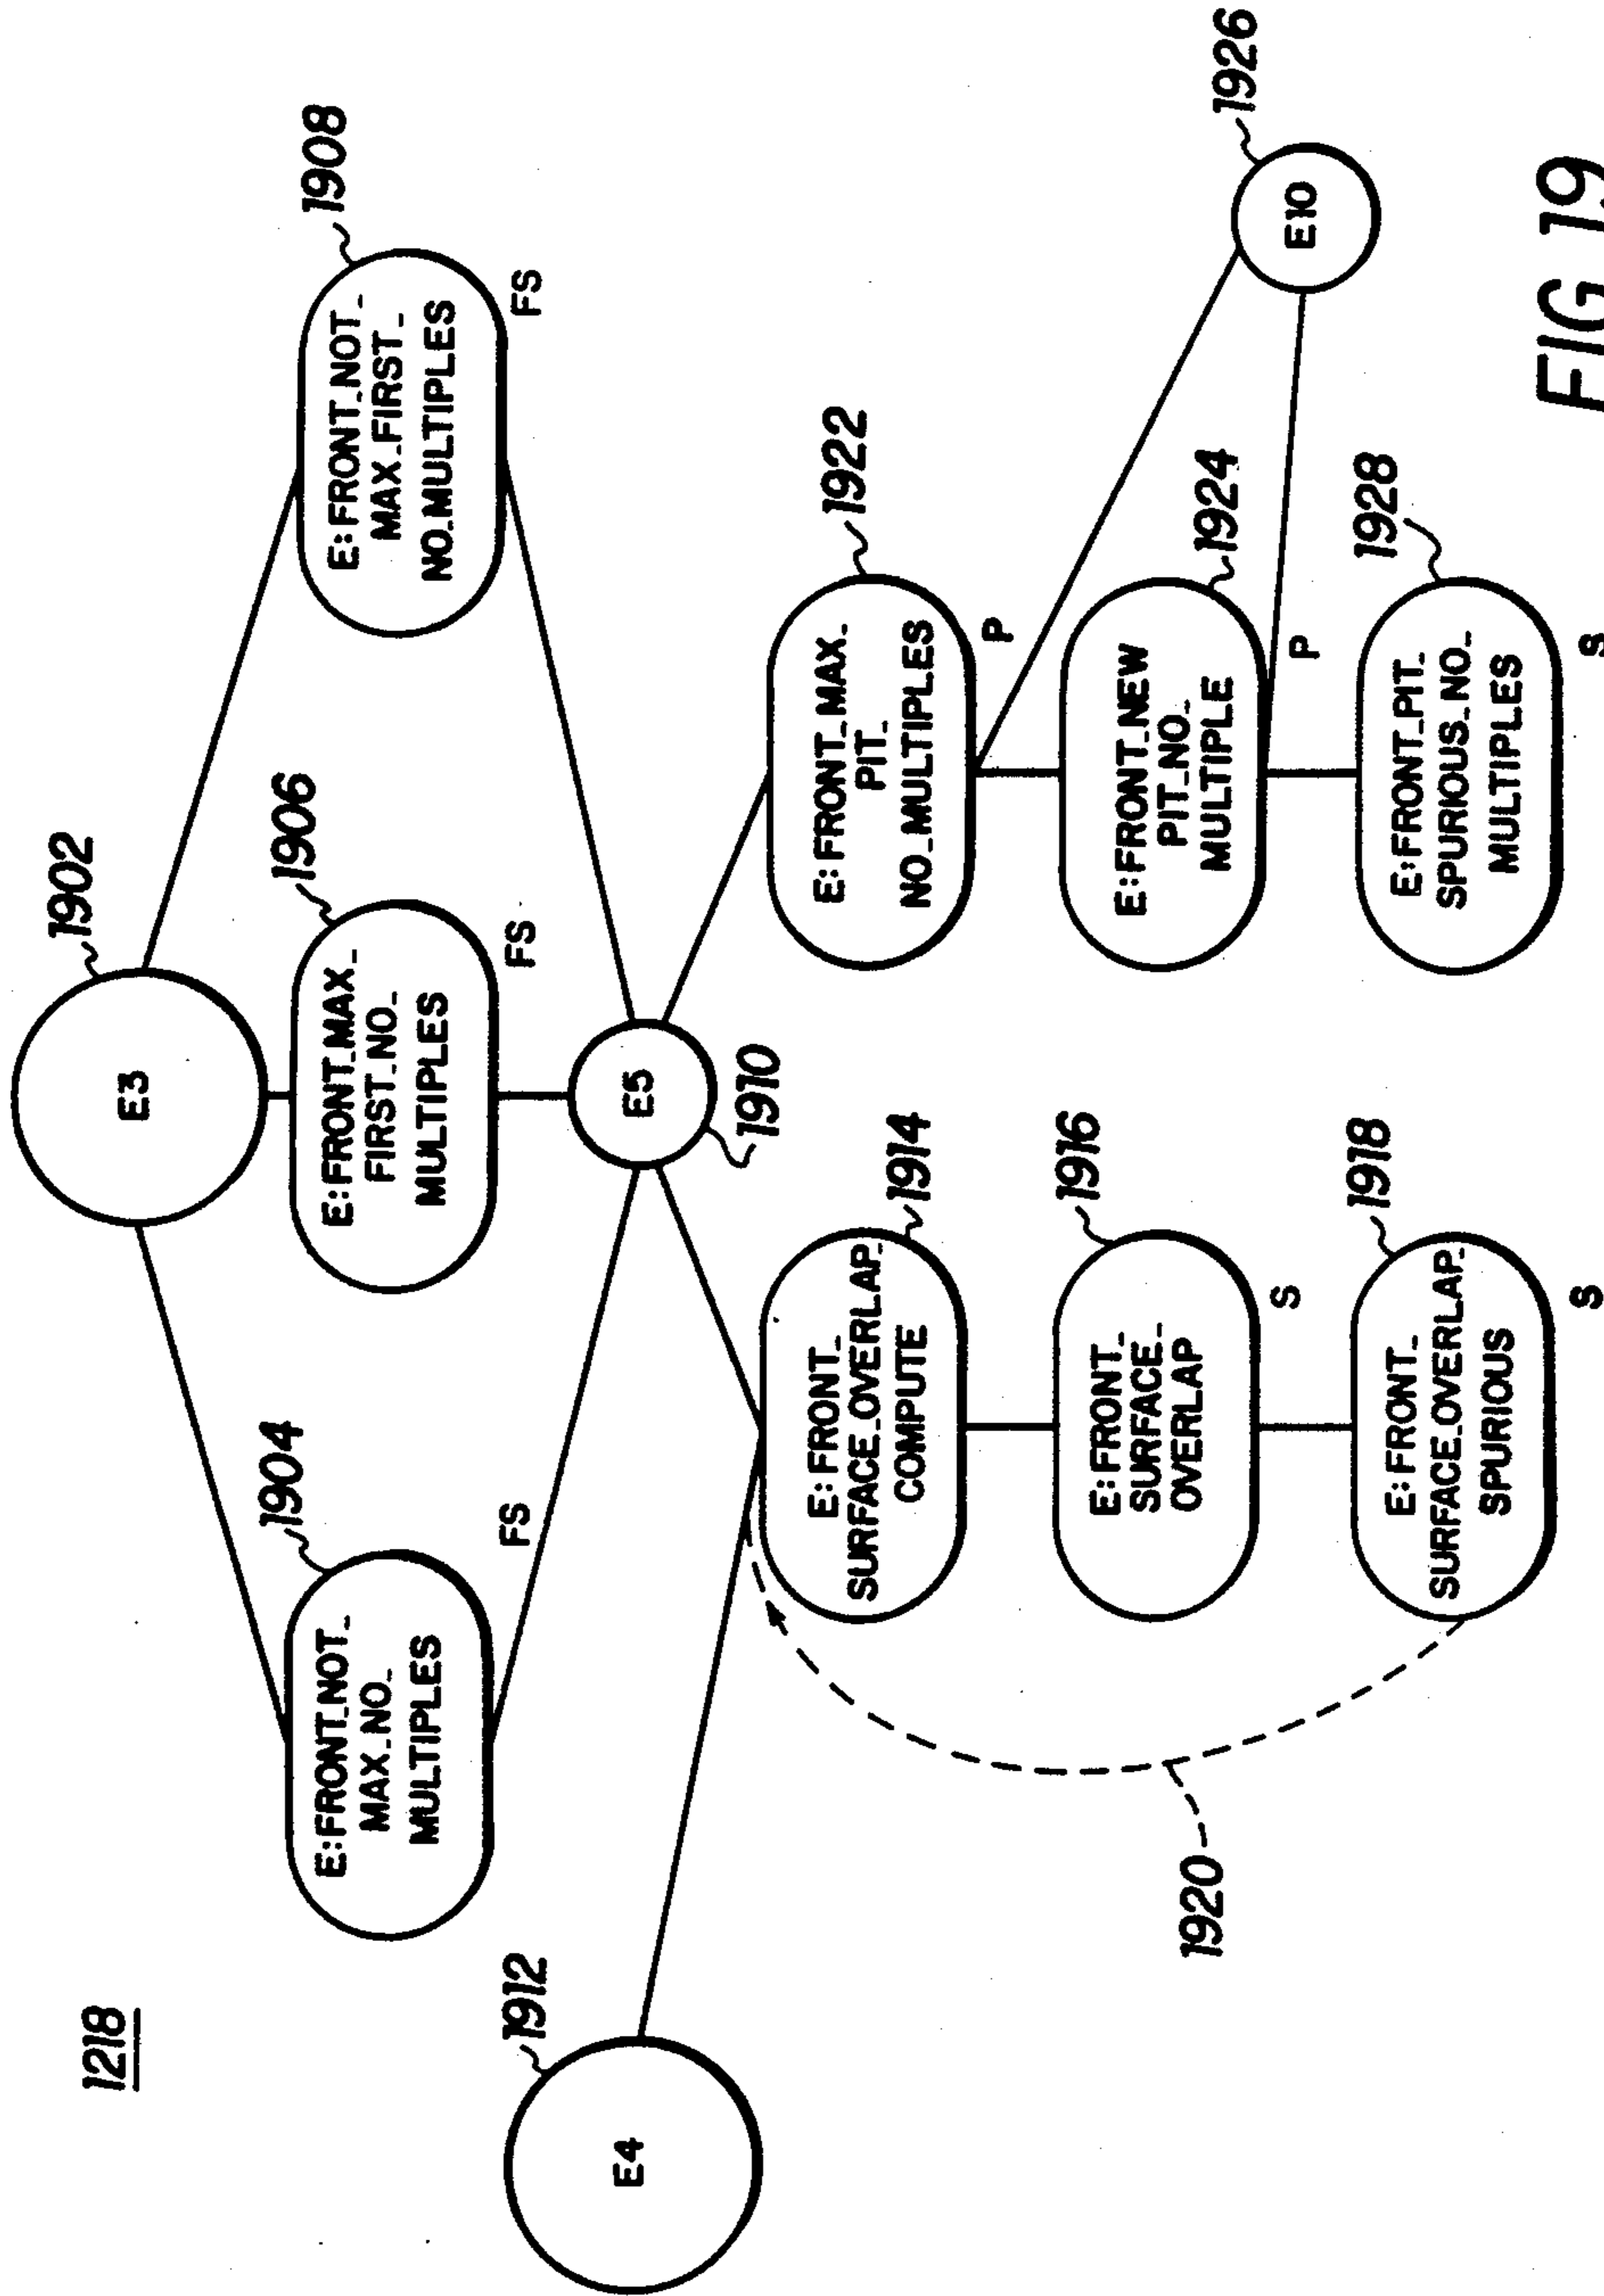 1218
1902
E3
1904
E:FRONT_NOT_
MAX_NO_
MULTIPLES
FS
1906
E:FRONT_MAX_
FIRST_NO_
MULTIPLES
FS
1908
E:FRONT_NOT_
MAX_FIRST_
NO_MULTIPLES
FS
1912
E4
E5
1910
1914
E:FRONT_
SURFACE_OVERLAP_
COMPUTE
1916
E:FRONT_
SURFACE_
OVERLAP
S
1918
E:FRONT_
SURFACE_OVERLAP_
SPURIOUS
S
1920
1922
E:FRONT_MAX_
PIT_
NO_MULTIPLES
P
1924
E:FRONT_NEW
PIT_NO_
MULTIPLE
P
1926
E10
1928
E:FRONT_PIT_
SPURIOUS_NO_
MULTIPLES
S
FIG 19